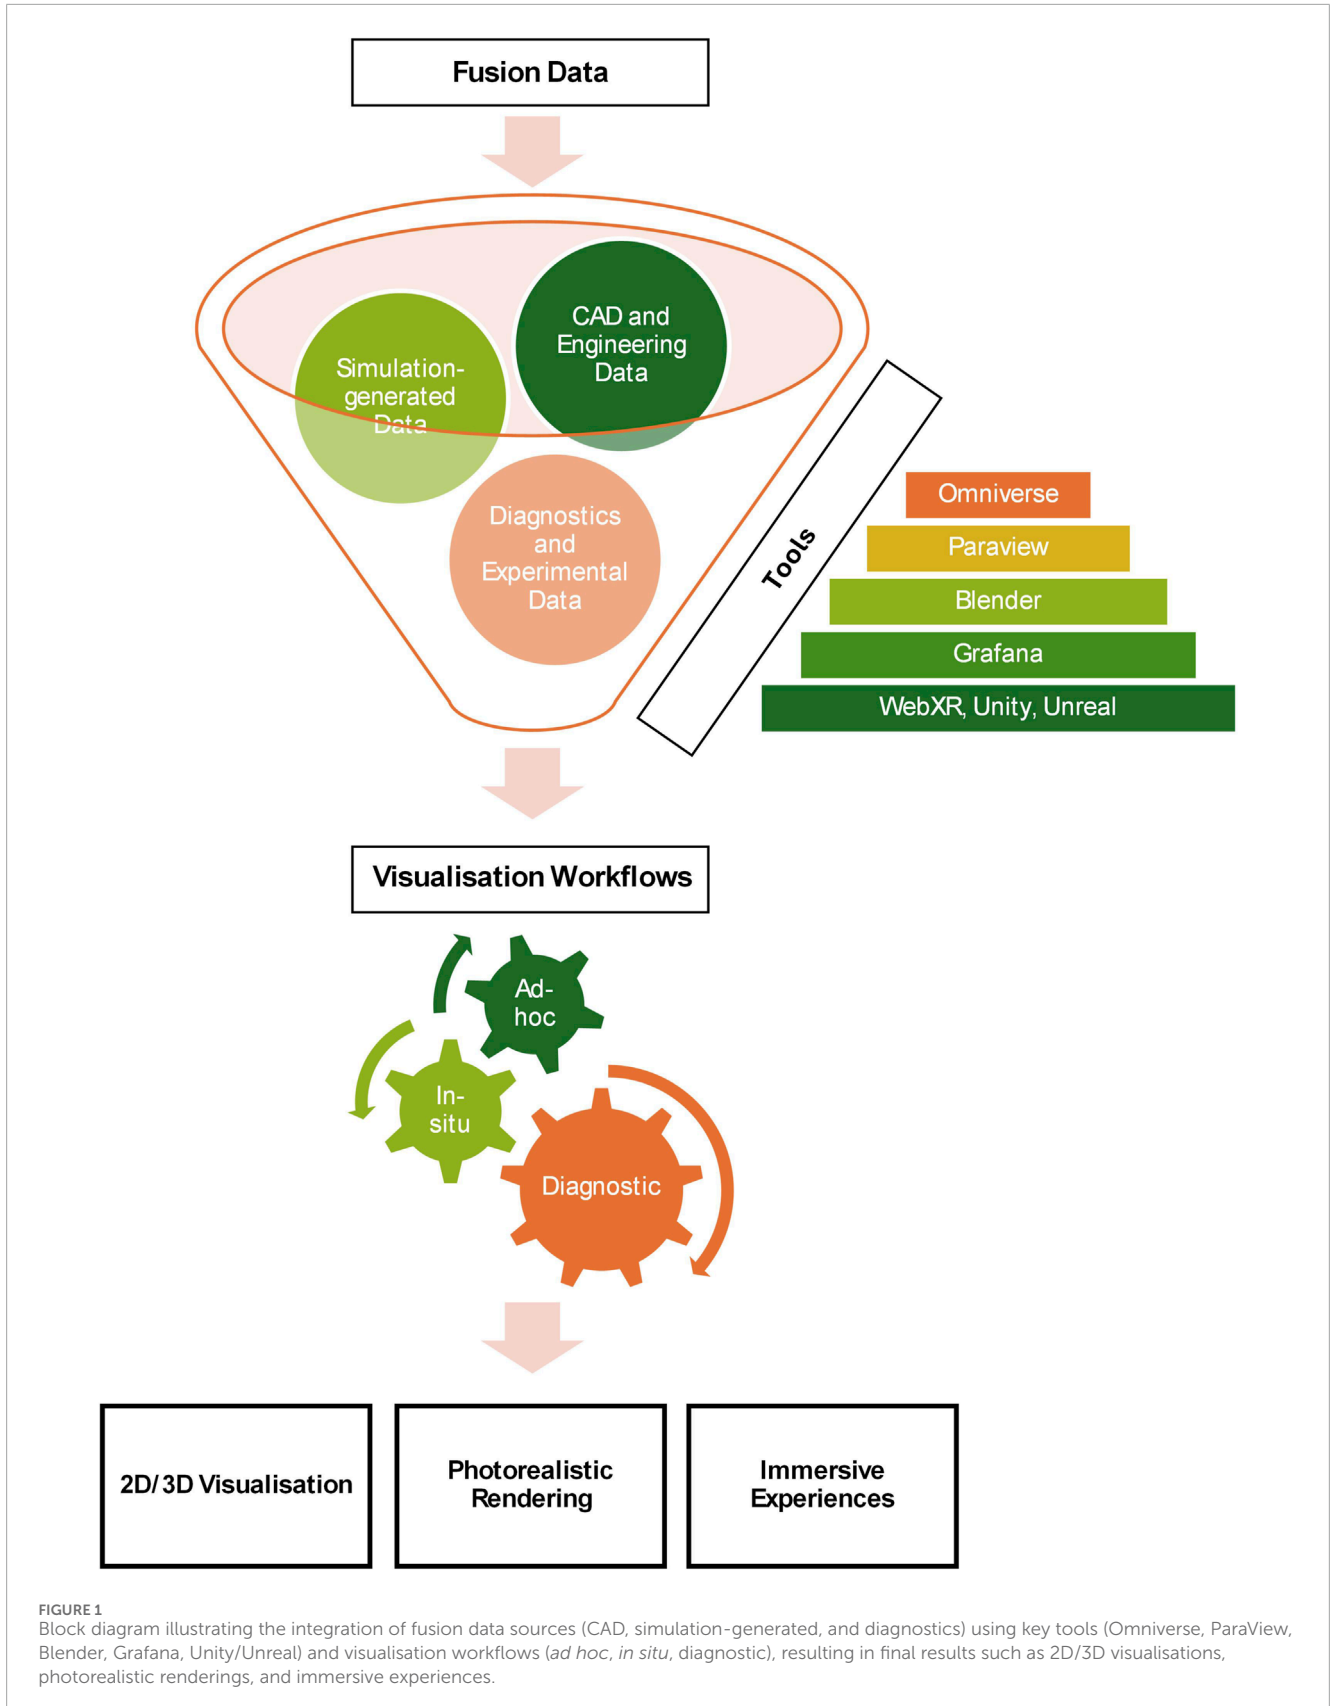 Fusion Data
CAD and
Engineering
Data
Simulation-
generated
Data
Diagnostics
and
Experimental
Data
Tools
Omniverse
Paraview
Blender
Grafana
WebXR, Unity, Unreal
Visualisation Workflows
Ad-
hoc
In-
situ
Diagnostic
2D/3D Visualisation
Photorealistic
Rendering
Immersive
Experiences
FIGURE 1
Block diagram illustrating the integration of fusion data sources (CAD, simulation-generated, and diagnostics) using key tools (Omniverse, ParaView,
Blender, Grafana, Unity/Unreal) and visualisation workflows (ad hoc, in situ, diagnostic), resulting in final results such as 2D/3D visualisations,
photorealistic renderings, and immersive experiences.